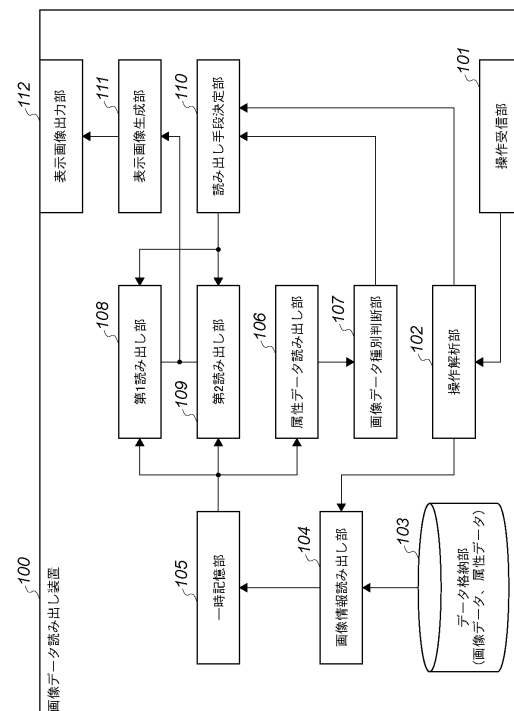 100
画像データ読み出し装置
105
一時記憶部
104
画像情報読み出し部
103
データ格納部
(画像データ、属性データ)
108
第1読み出し部
109
第2読み出し部
106
属性データ読み出し部
107
画像データ種別判断部
102
操作解析部
112
表示画像出力部
111
表示画像生成部
110
読み出し手段決定部
101
操作受信部